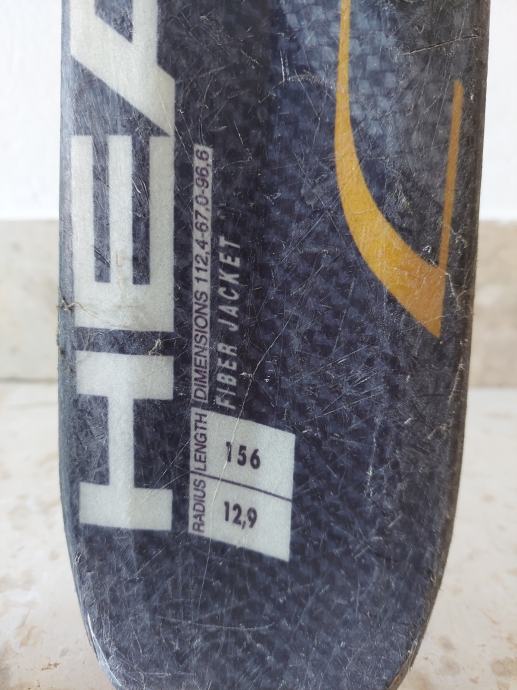 HEA
DIMENSIONS 112,4-67,0-96,6
FIBER JACKET
LENGTH 156
RADIUS 12,9